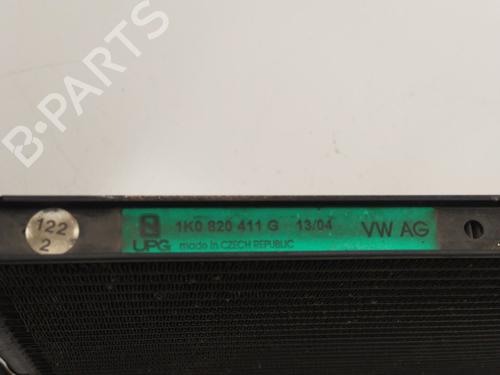 B-PARTS
122
2
1K0 820 411 G 13/04 VW AG
UPG made in CZECH REPUBLIC